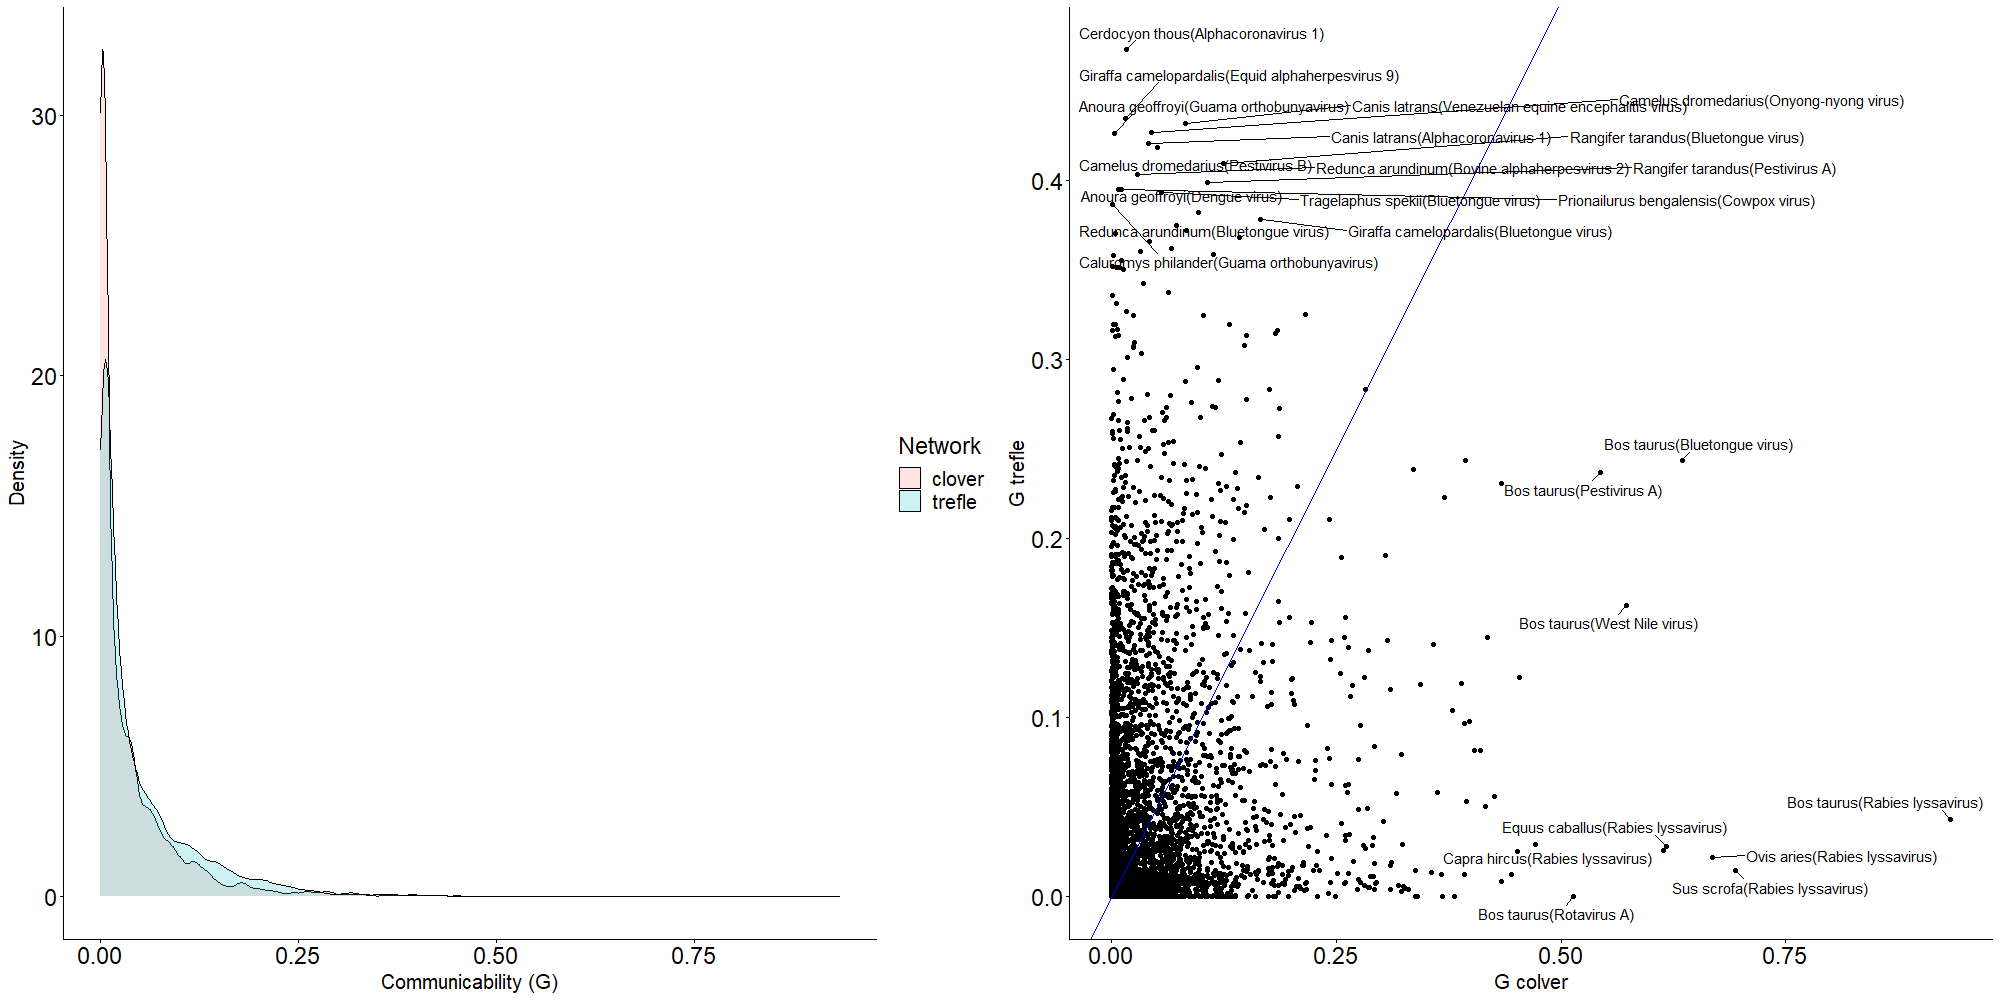 30
20
10
0
Density
0.00
0.25
0.50
0.75
Communicability (G)
Network
clover
trefle
G trefle
0.4
0.3
0.2
0.1
0.0
0.00
0.25
0.50
0.75
G colver
Cerdocyon thous(Alphacoronavirus 1)
Giraffa camelopardalis(Equid alphaherpesvirus 9)
Camelus dromedarius(Onyong-nyong virus)
Anoura geoffroyi(Guama orthobunyavirus)
Canis latrans(Venezuelan equine encephalitis virus)
Canis latrans(Alphacoronavirus 1)
Rangifer tarandus(Bluetongue virus)
Camelus dromedarius(Pestivirus B)
Redunca arundinum(Bovine alphaherpesvirus 2)
Rangifer tarandus(Pestivirus A)
Anoura geoffroyi(Dengue virus)
Tragelaphus spekii(Bluetongue virus)
Prionailurus bengalensis(Cowpox virus)
Redunca arundinum(Bluetongue virus)
Giraffa camelopardalis(Bluetongue virus)
Caluromys philander(Guama orthobunyavirus)
Bos taurus(Bluetongue virus)
Bos taurus(Pestivirus A)
Bos taurus(West Nile virus)
Bos taurus(Rabies lyssavirus)
Equus caballus(Rabies lyssavirus)
Capra hircus(Rabies lyssavirus)
Ovis aries(Rabies lyssavirus)
Sus scrofa(Rabies lyssavirus)
Bos taurus(Rotavirus A)